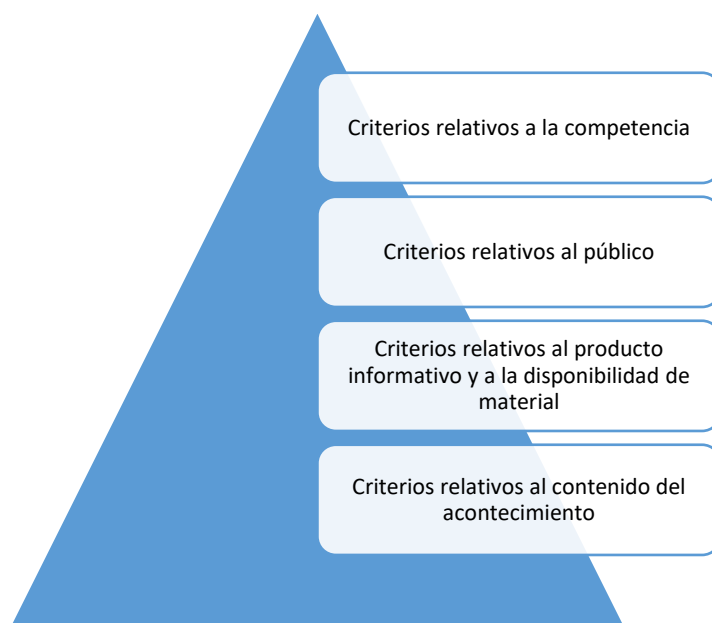 Criterios relativos a la competencia
Criterios relativos al público
Criterios relativos al producto
informativo y a la disponibilidad de
material
Criterios relativos al contenido del
acontecimiento